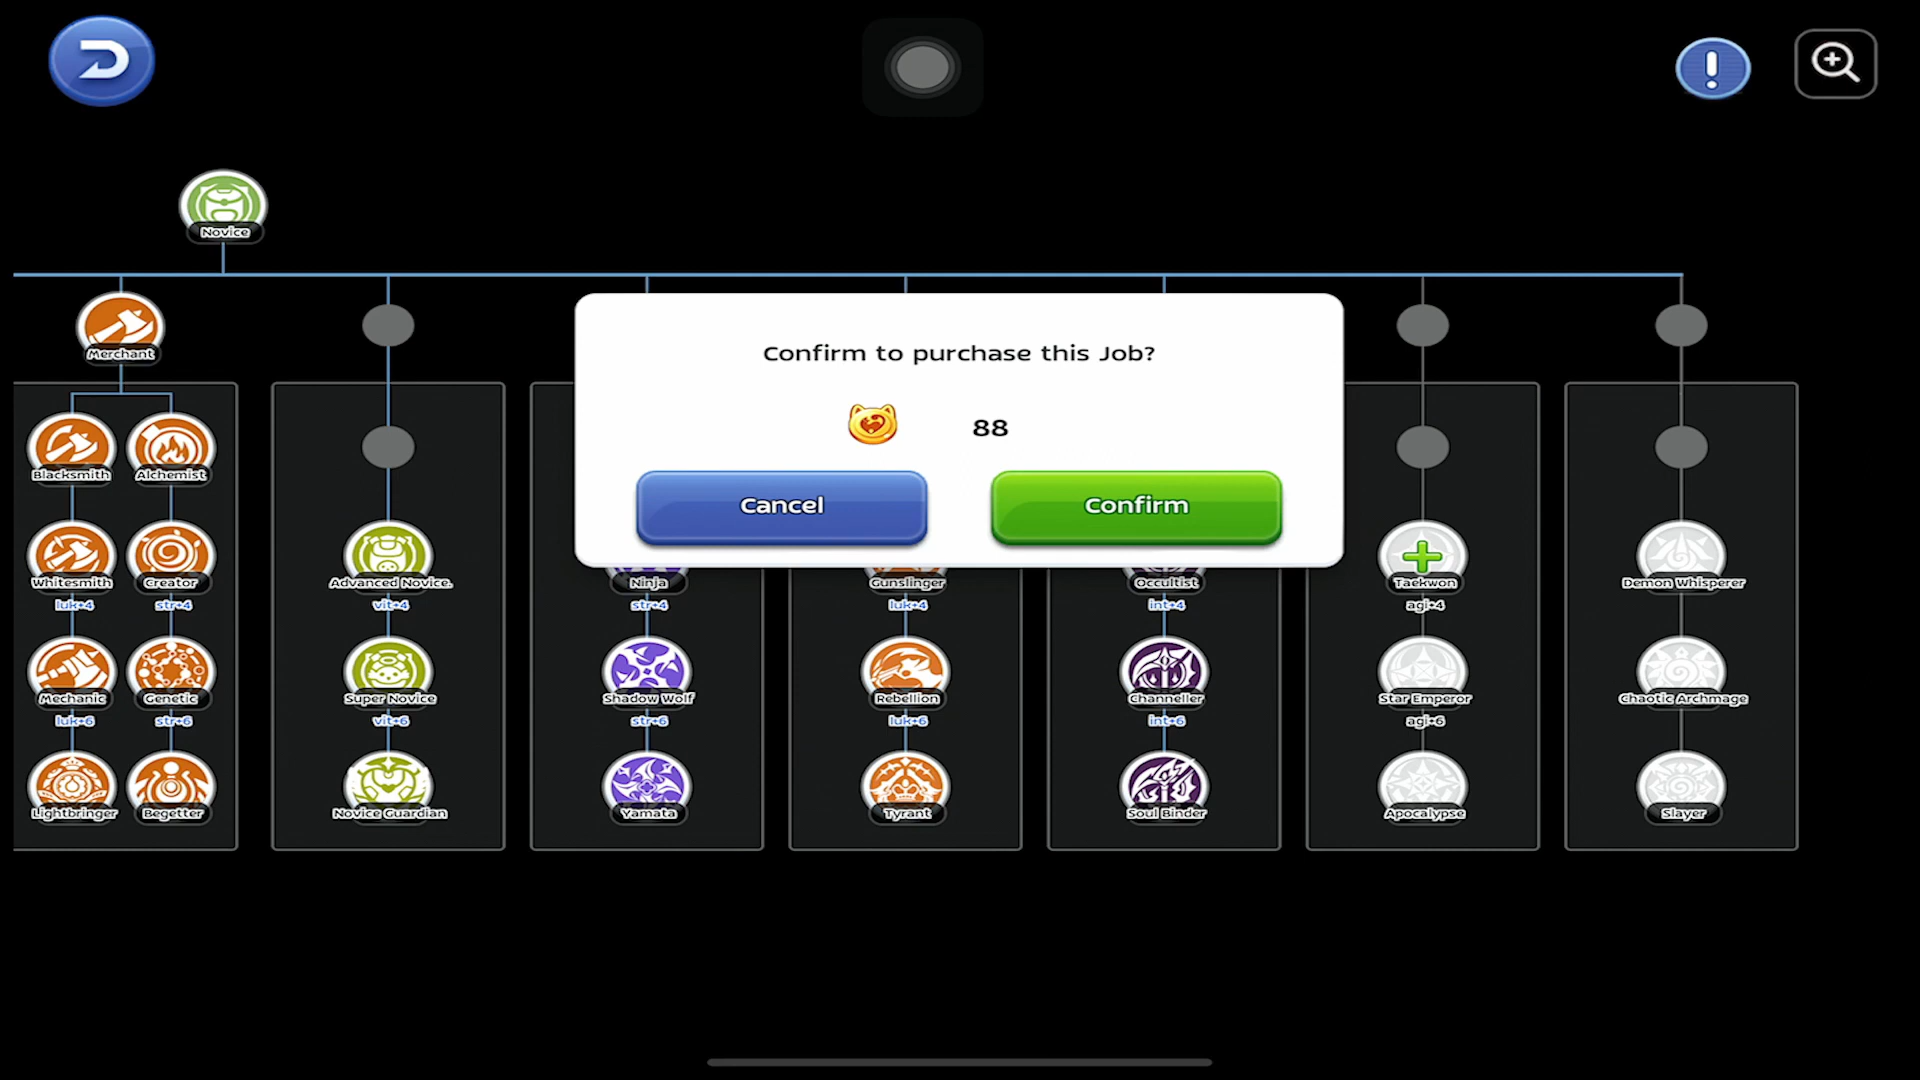 Novice
Merchant
Confirm to purchase this Job?
88
Cancel
Confirm
Blacksmith
Alchemist
Whitesmith
Creator
Advanced Novice.
Ninja
Gunslinger
Occultist
Taekwon
Demon Whisperer
luk+4
str+4
vit+4
str+4
luk+4
int+4
agi+4
Mechanic
Genetic
Super Novice
Shadow Wolf
Rebellion
Channeller
Star Emperor
Chaotic Archmage
luk+6
str+6
vit+6
str+6
luk+6
int+6
agi+6
Lightbringer
Begetter
Novice Guardian
Yamata
Tyrant
Soul Binder
Apocalypse
Slayer